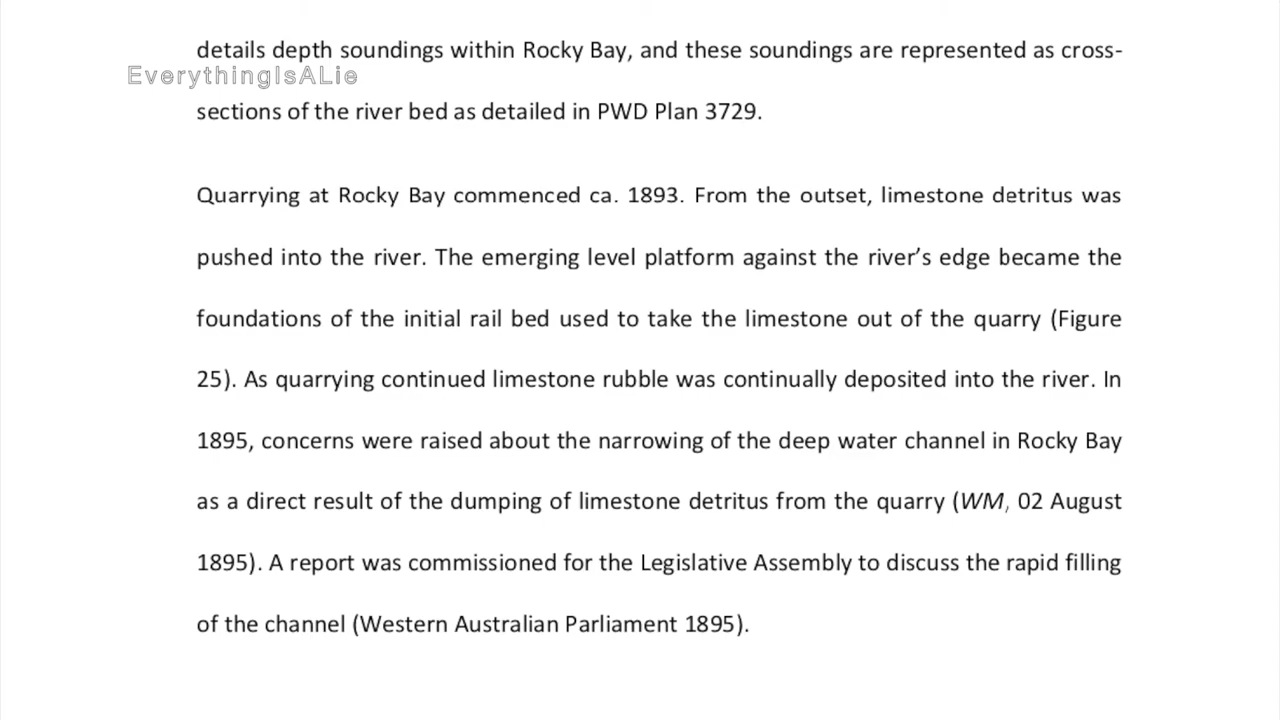 details depth soundings within Rocky Bay, and these soundings are represented as cross-
EverythingIsALie
sections of the river bed as detailed in PWD Plan 3729.
Quarrying at Rocky Bay commenced ca. 1893. From the outset, limestone detritus was
pushed into the river. The emerging level platform against the river’s edge became the
foundations of the initial rail bed used to take the limestone out of the quarry (Figure
25). As quarrying continued limestone rubble was continually deposited into the river. In
1895, concerns were raised about the narrowing of the deep water channel in Rocky Bay
as a direct result of the dumping of limestone detritus from the quarry (WM, 02 August
1895). A report was commissioned for the Legislative Assembly to discuss the rapid filling
of the channel (Western Australian Parliament 1895).